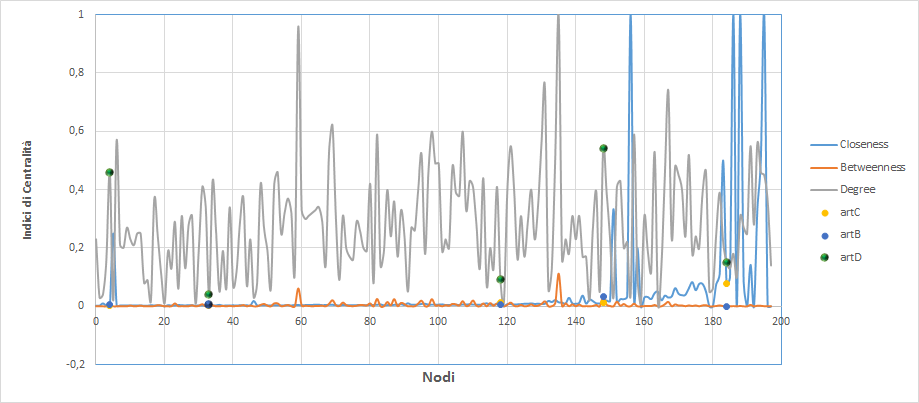 1
0,8
0,6
0,4
0,2
0
-0,2
0 20 40 60 80 100 120 140 160 180 200
Indici di Centralità
Nodi
Closeness
Betweenness
Degree
artC
artB
artD